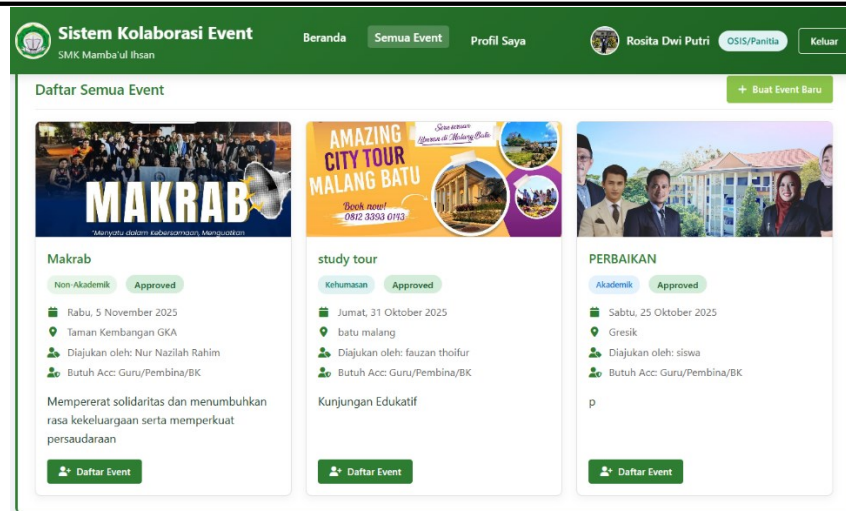 Sistem Kolaborasi Event
SMK Mamba'ul Ihsan
Beranda
Semua Event
Profil Saya
Rosita Dwi Putri
OSIS/Panitia
Keluar
Daftar Semua Event
+ Buat Event Baru
MAKRAB
"Menyatu dalam Kebersamaan, Menguatkan
Makrab
Non-Akademik
Approved
Rabu, 5 November 2025
Taman Kembangan GKA
Diajukan oleh: Nur Nazilah Rahim
Butuh Acc: Guru/Pembina/BK
Mempererat solidaritas dan menumbuhkan
rasa kekeluargaan serta memperkuat
persaudaraan
Daftar Event
AMAZING
CITY TOUR
MALANG BATU
Liburan di Malang Batu
Book now!
0812 3393 0143
study tour
Kehumasan
Approved
Jumat, 31 Oktober 2025
batu malang
Diajukan oleh: fauzan thoifur
Butuh Acc: Guru/Pembina/BK
Kunjungan Edukatif
Daftar Event
PERBAIKAN
Akademik
Approved
Sabtu, 25 Oktober 2025
Gresik
Diajukan oleh: siswa
Butuh Acc: Guru/Pembina/BK
p
Daftar Event